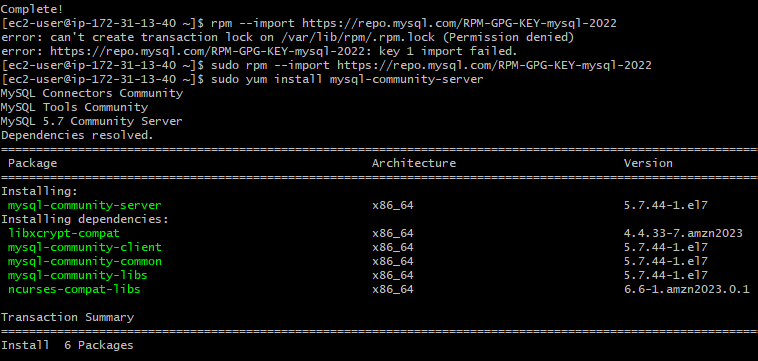 Complete!
[ec2-user@ip-172-31-13-40 ~]$ rpm --import https://repo.mysql.com/RPM-GPG-KEY-mysql-2022
error: can't create transaction lock on /var/lib/rpm/.rpm.lock (Permission denied)
error: https://repo.mysql.com/RPM-GPG-KEY-mysql-2022: key 1 import failed.
[ec2-user@ip-172-31-13-40 ~]$ sudo rpm --import https://repo.mysql.com/RPM-GPG-KEY-mysql-2022
[ec2-user@ip-172-31-13-40 ~]$ sudo yum install mysql-community-server
MySQL Connectors Community
MySQL Tools Community
MySQL 5.7 Community Server
Dependencies resolved.
Package Architecture Version
Installing:
mysql-community-server x86_64 5.7.44-1.el7
Installing dependencies:
libxcrypt-compat x86_64 4.4.33-7.amzn2023
mysql-community-client x86_64 5.7.44-1.el7
mysql-community-common x86_64 5.7.44-1.el7
mysql-community-libs x86_64 5.7.44-1.el7
ncurses-compat-libs x86_64 6.6-1.amzn2023.0.1
Transaction Summary
Install 6 Packages